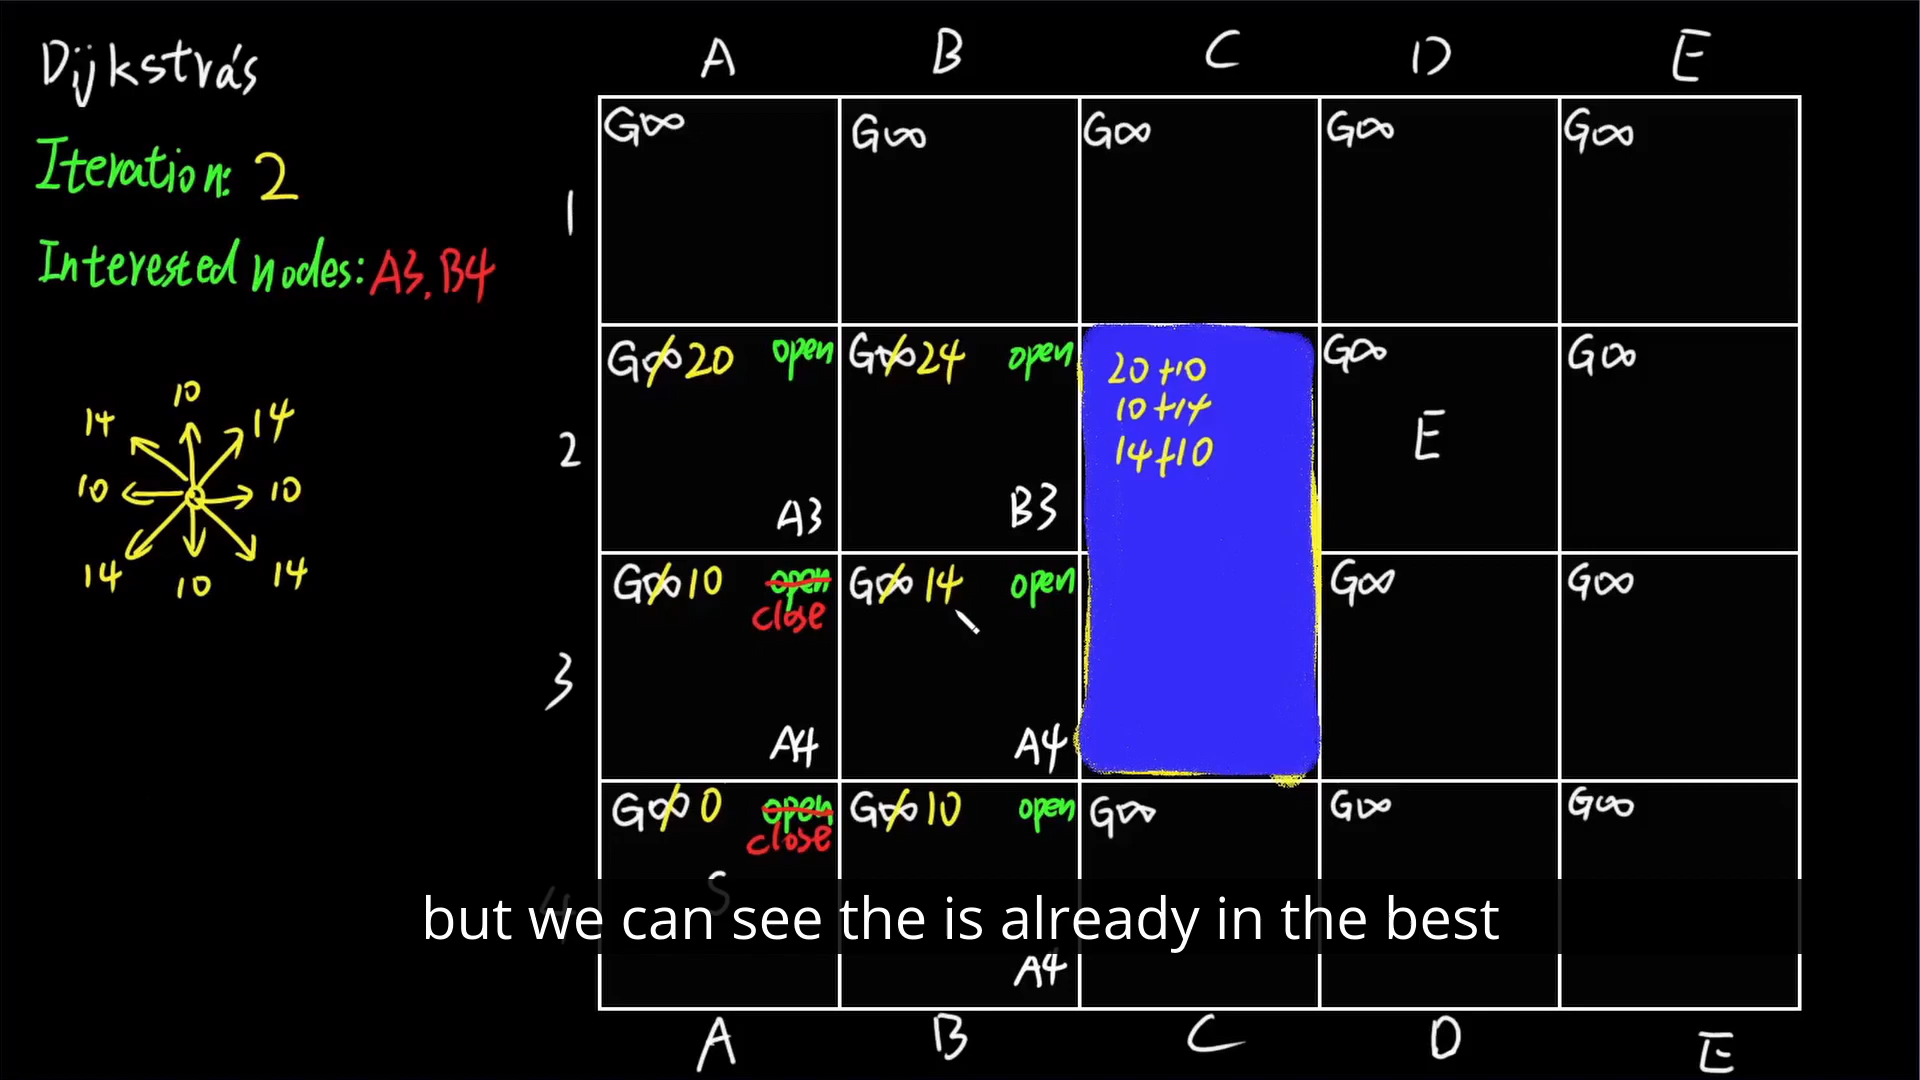 Dijkstra's
Iteration: 2
Interested nodes: A3, B4
10
14 14
10 10
14 10 14
A B C D E
1
G∞ G∞ G∞ G∞ G∞
2
G∞ 20 open G∞ 24 open 20+10 G∞ G∞
10+14
14+10
E
A3 B3
3
G∞ 10 open G∞ 14 open G∞ G∞
close
A4 A4
G∞ 0 open G∞ 10 open G∞ G∞ G∞
close
S
4
but we can see the is already in the best
A4
A B C D E